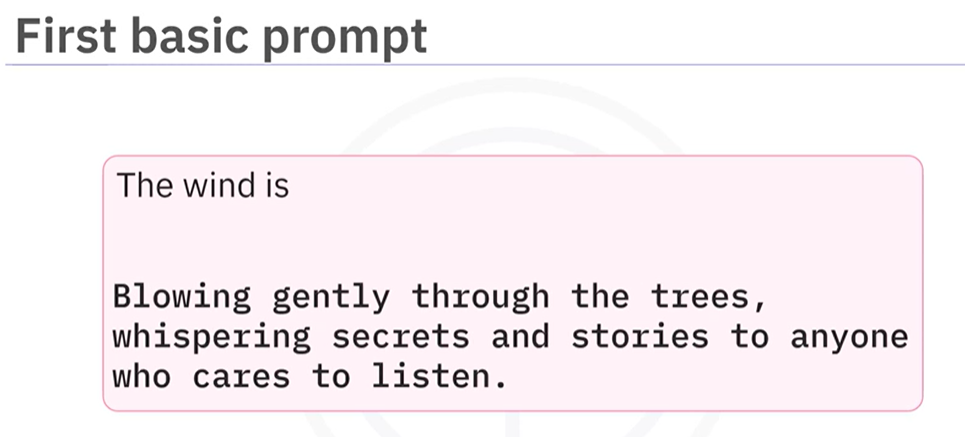 First basic prompt
The wind is
Blowing gently through the trees,
whispering secrets and stories to anyone
who cares to listen.